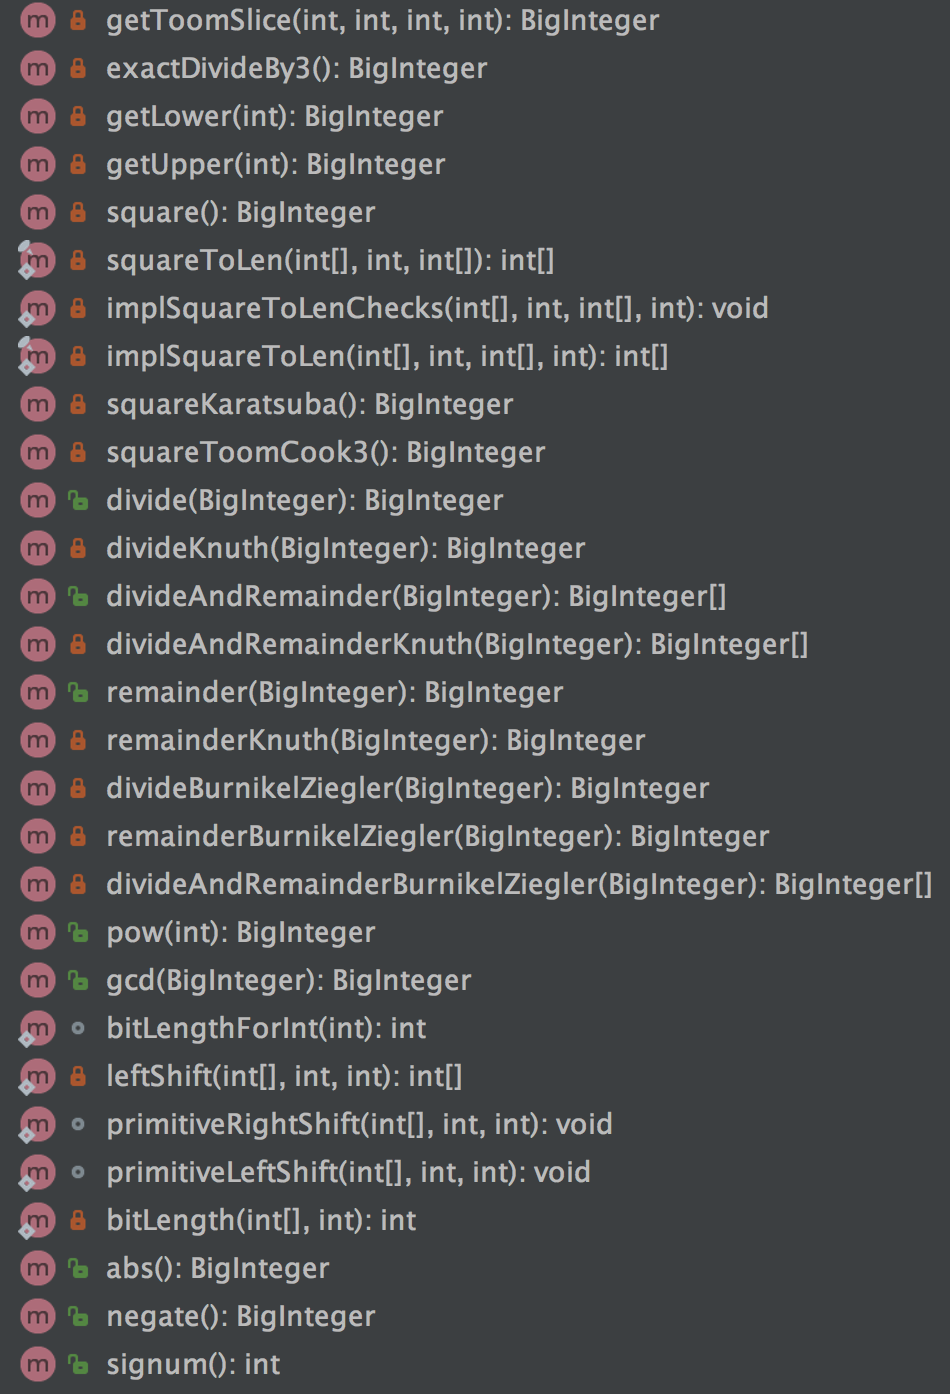 m getToomSlice(int, int, int, int): BigInteger
m exactDivideBy3(): BigInteger
m getLower(int): BigInteger
m getUpper(int): BigInteger
m square(): BigInteger
m squareToLen(int[], int, int[]): int[]
m implSquareToLenChecks(int[], int, int[], int): void
m implSquareToLen(int[], int, int[], int): int[]
m squareKaratsuba(): BigInteger
m squareToomCook3(): BigInteger
m divide(BigInteger): BigInteger
m divideKnuth(BigInteger): BigInteger
m divideAndRemainder(BigInteger): BigInteger[]
m divideAndRemainderKnuth(BigInteger): BigInteger[]
m remainder(BigInteger): BigInteger
m remainderKnuth(BigInteger): BigInteger
m divideBurnikelZiegler(BigInteger): BigInteger
m remainderBurnikelZiegler(BigInteger): BigInteger
m divideAndRemainderBurnikelZiegler(BigInteger): BigInteger[]
m pow(int): BigInteger
m gcd(BigInteger): BigInteger
m bitLengthForInt(int): int
m leftShift(int[], int, int): int[]
m primitiveRightShift(int[], int, int): void
m primitiveLeftShift(int[], int, int): void
m bitLength(int[], int): int
m abs(): BigInteger
m negate(): BigInteger
m signum(): int